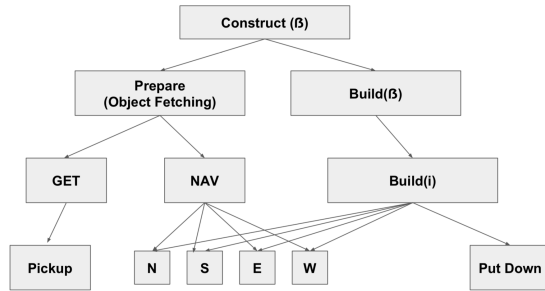 Construct (ß)
Prepare
(Object Fetching)
Build(ß)
GET
NAV
Build(i)
Pickup
N
S
E
W
Put Down